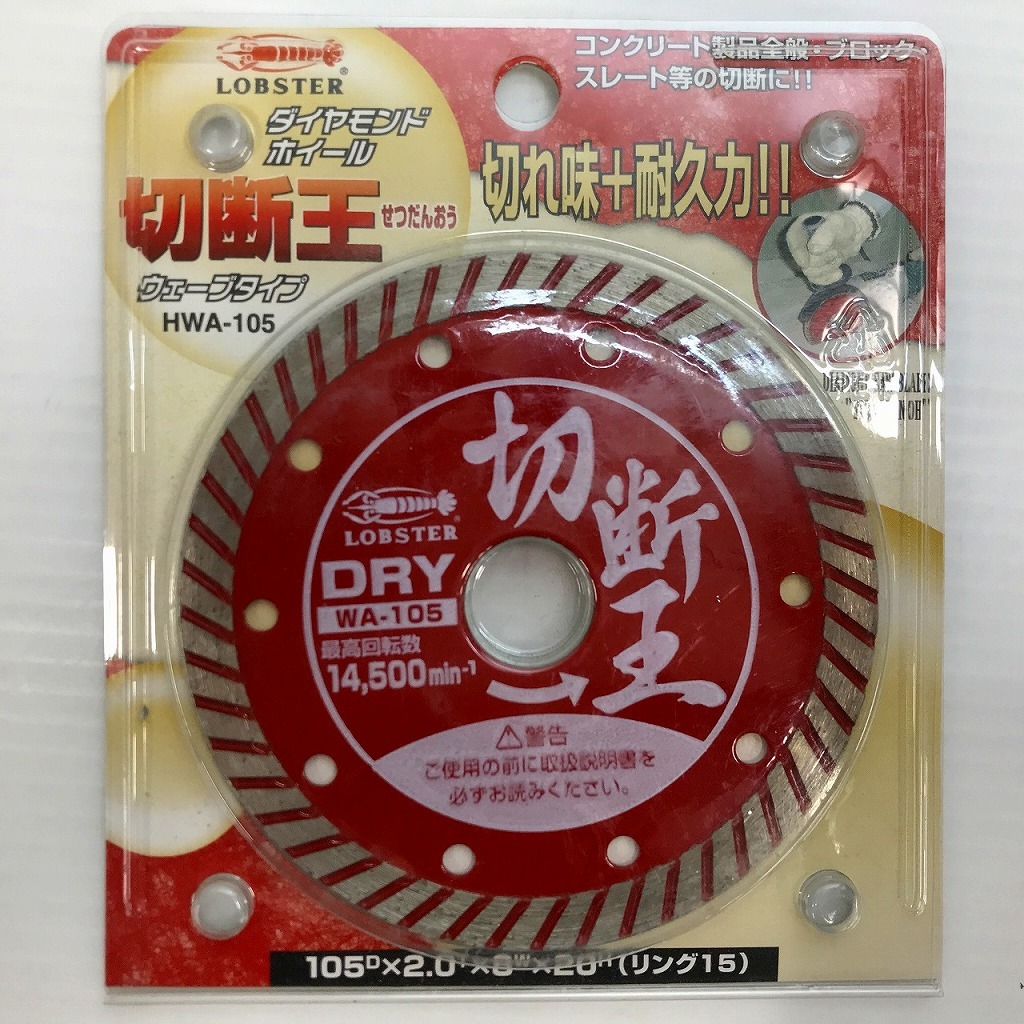 LOBSTER®
ダイヤモンド
ホイール
切断王 せつだんおう
ウェーブタイプ
HWA-105
コンクリート製品全般・ブロック・
スレート等の切断に!!
切れ味+耐久力!!
切断王
LOBSTER®
DRY
WA-105
最高回転数
14,500min⁻¹
⚠警告
ご使用の前に取扱説明書を
必ずお読みください。
105ᴰ×2.0ᵀ×8ᵂ×20ᴴ(リング15)